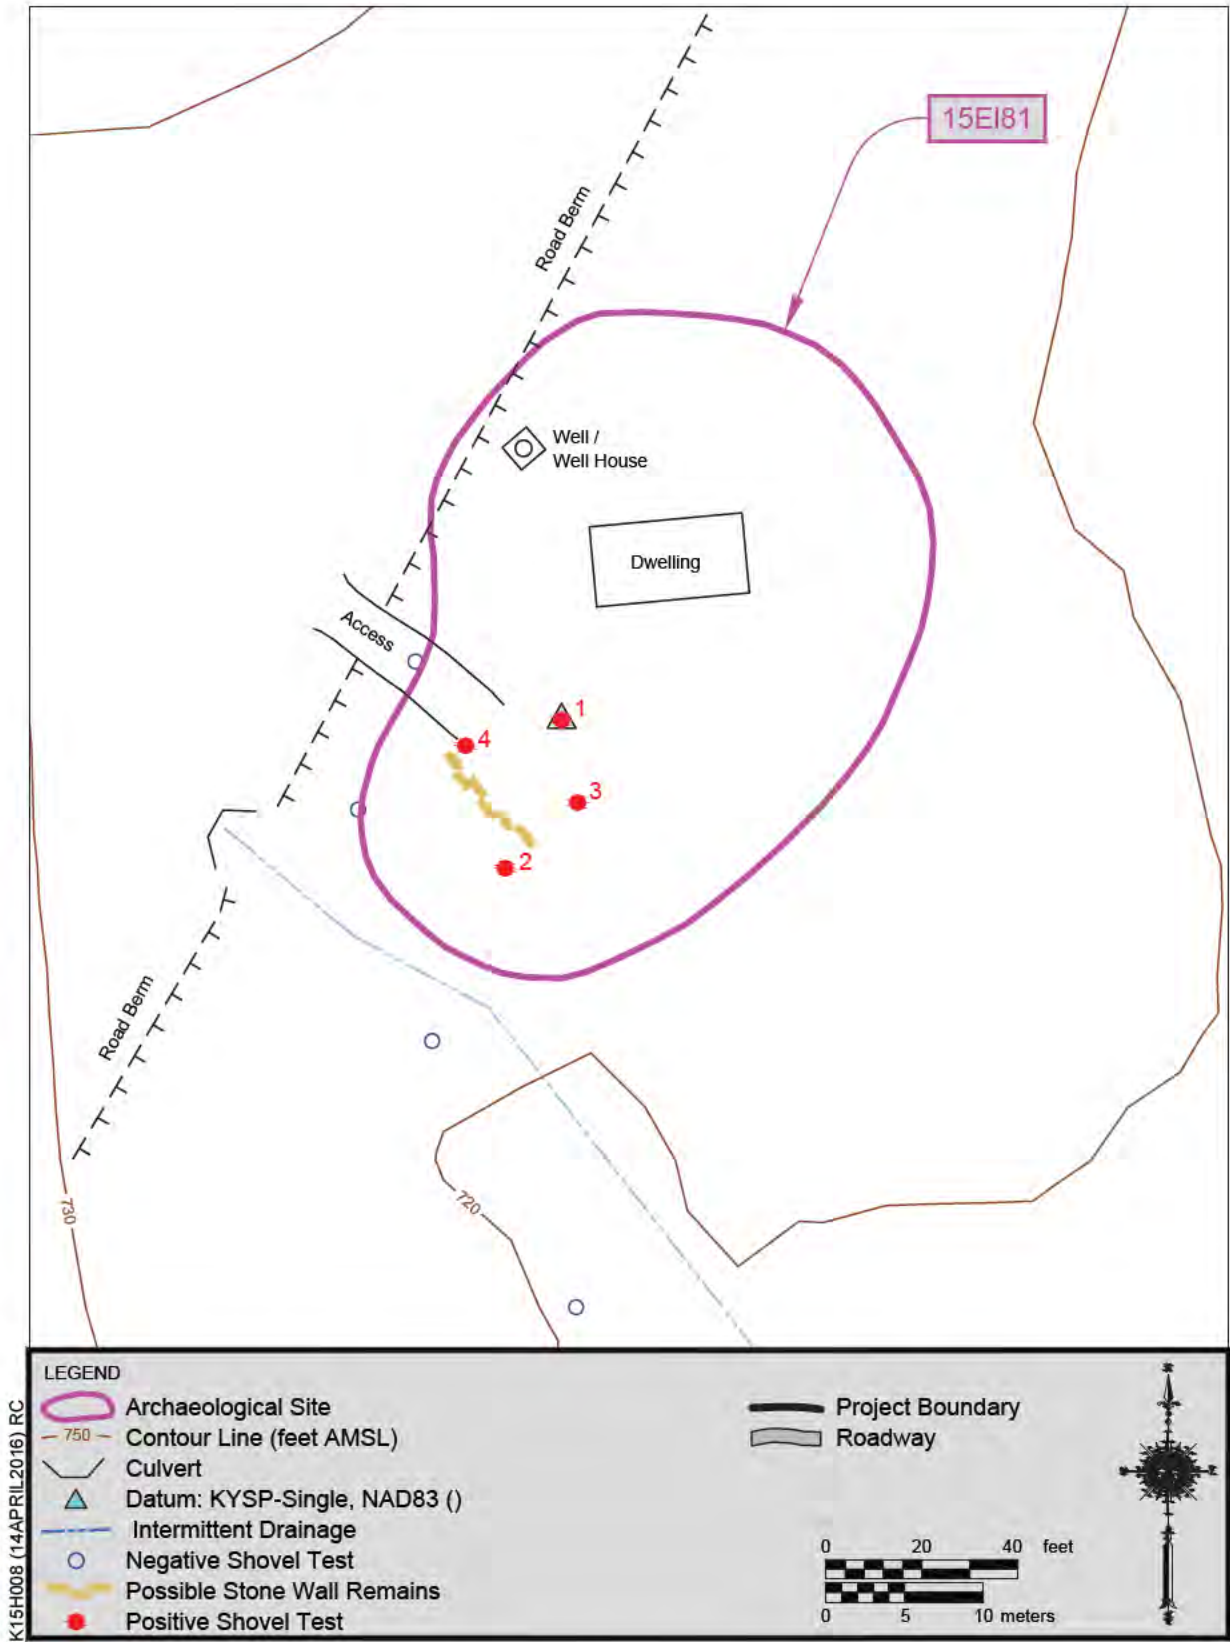 15El81
Road Berm
Well /
Well House
Dwelling
Access
1
4
3
2
Road Berm
730
720
K15H008 (14APRIL2016) RC
LEGEND
Archaeological Site
750 Contour Line (feet AMSL)
Culvert
Datum: KYSP-Single, NAD83 ()
Intermittent Drainage
Negative Shovel Test
Possible Stone Wall Remains
Positive Shovel Test
Project Boundary
Roadway
0 20 40 feet
0 5 10 meters